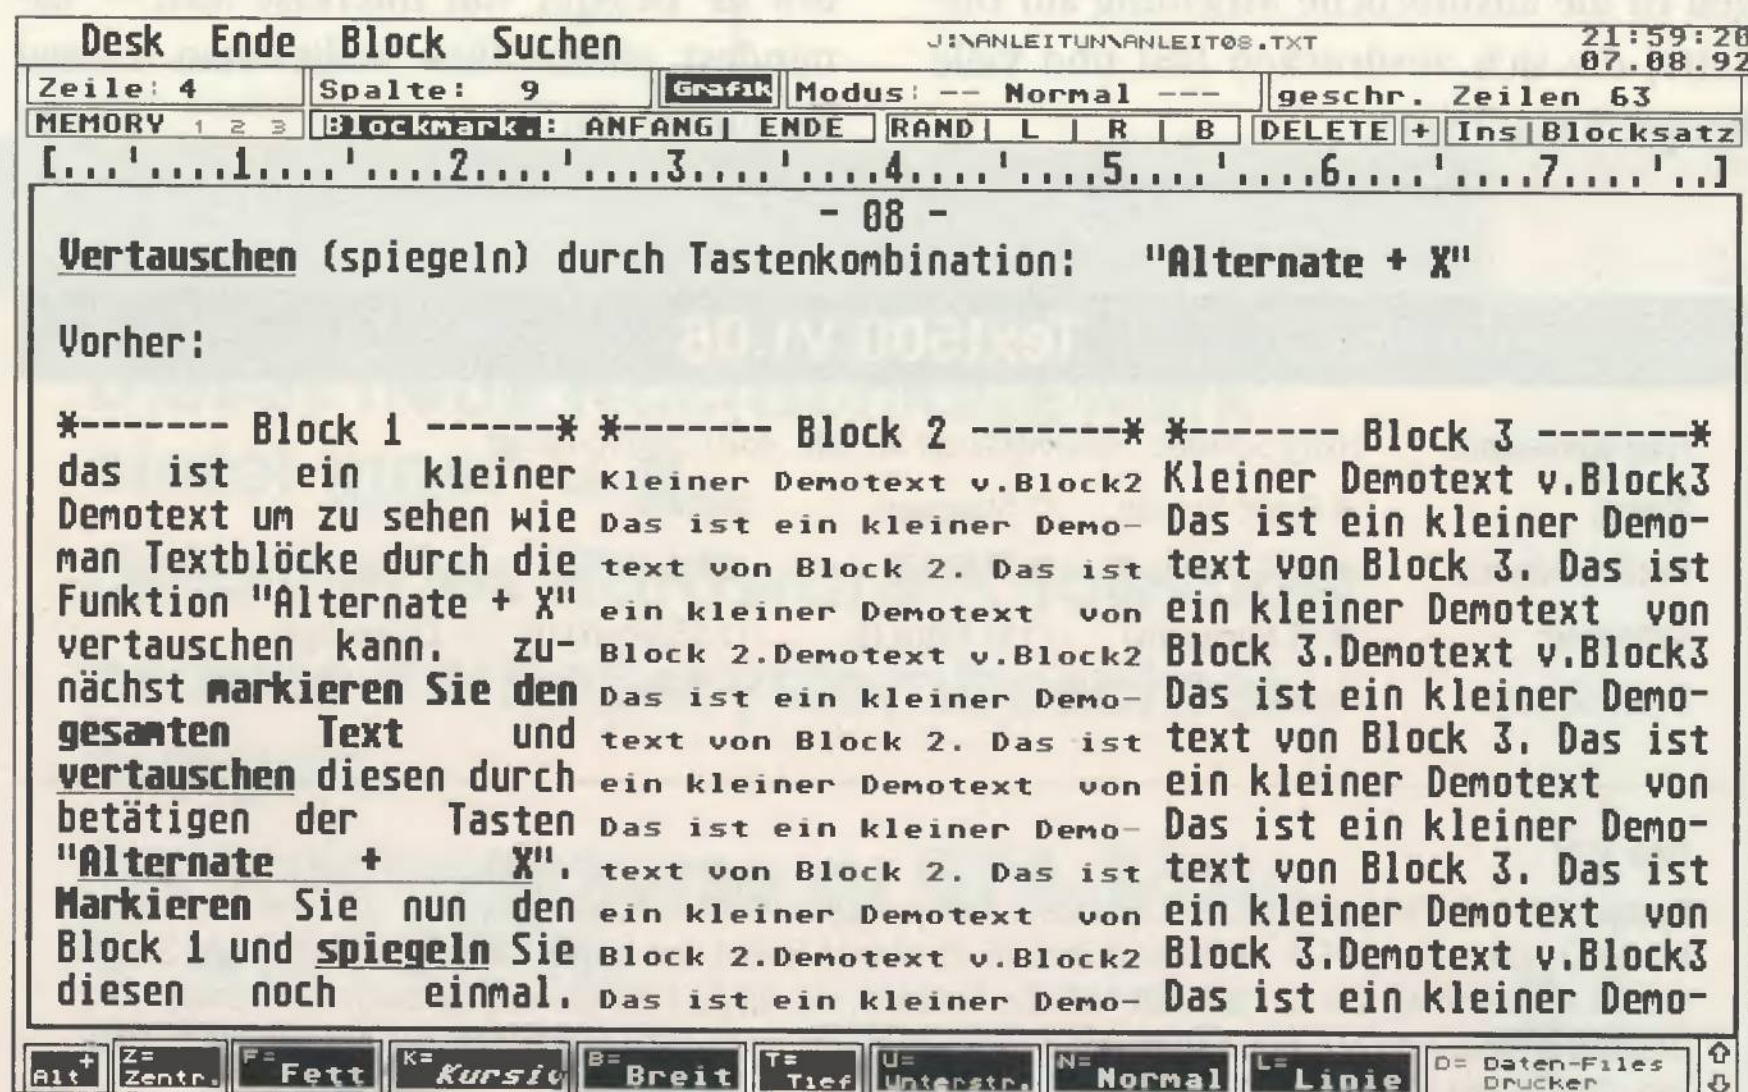 Desk Ende Block Suchen J:\ANLEITUN\ANLEIT08.TXT 21:59:20
07.08.92
Zeile: 4 Spalte: 9 Grafik Modus: -- Normal --- geschr. Zeilen 63
MEMORY 1 2 3 Blockmark.: ANFANG| ENDE RAND| L | R | B DELETE + Ins|Blocksatz
[...'....1....'....2....'....3....'....4....'....5....'....6....'....7....'..]
- 08 -
Vertauschen (spiegeln) durch Tastenkombination: "Alternate + X"
Vorher:
*------- Block 1 ------* *------- Block 2 -------* *------- Block 3 -------*
das ist ein kleiner Kleiner Demotext v.Block2 Kleiner Demotext v.Block3
Demotext um zu sehen wie Das ist ein kleiner Demo- Das ist ein kleiner Demo-
man Textblöcke durch die text von Block 2. Das ist text von Block 3. Das ist
Funktion "Alternate + X" ein kleiner Demotext von ein kleiner Demotext von
vertauschen kann. zu- Block 2.Demotext v.Block2 Block 3.Demotext v.Block3
nächst markieren Sie den Das ist ein kleiner Demo- Das ist ein kleiner Demo-
gesamten Text und text von Block 2. Das ist text von Block 3. Das ist
vertauschen diesen durch ein kleiner Demotext von ein kleiner Demotext von
betätigen der Tasten Das ist ein kleiner Demo- Das ist ein kleiner Demo-
"Alternate + X". text von Block 2. Das ist text von Block 3. Das ist
Markieren Sie nun den ein kleiner Demotext von ein kleiner Demotext von
Block 1 und spiegeln Sie Block 2.Demotext v.Block2 Block 3.Demotext v.Block3
diesen noch einmal. Das ist ein kleiner Demo- Das ist ein kleiner Demo-
Alt + Z= Zentr. F= Fett K= Kursiv B= Breit T= Tief U= Unterstr. N= Normal L= Linie D= Daten-Files
Drucker